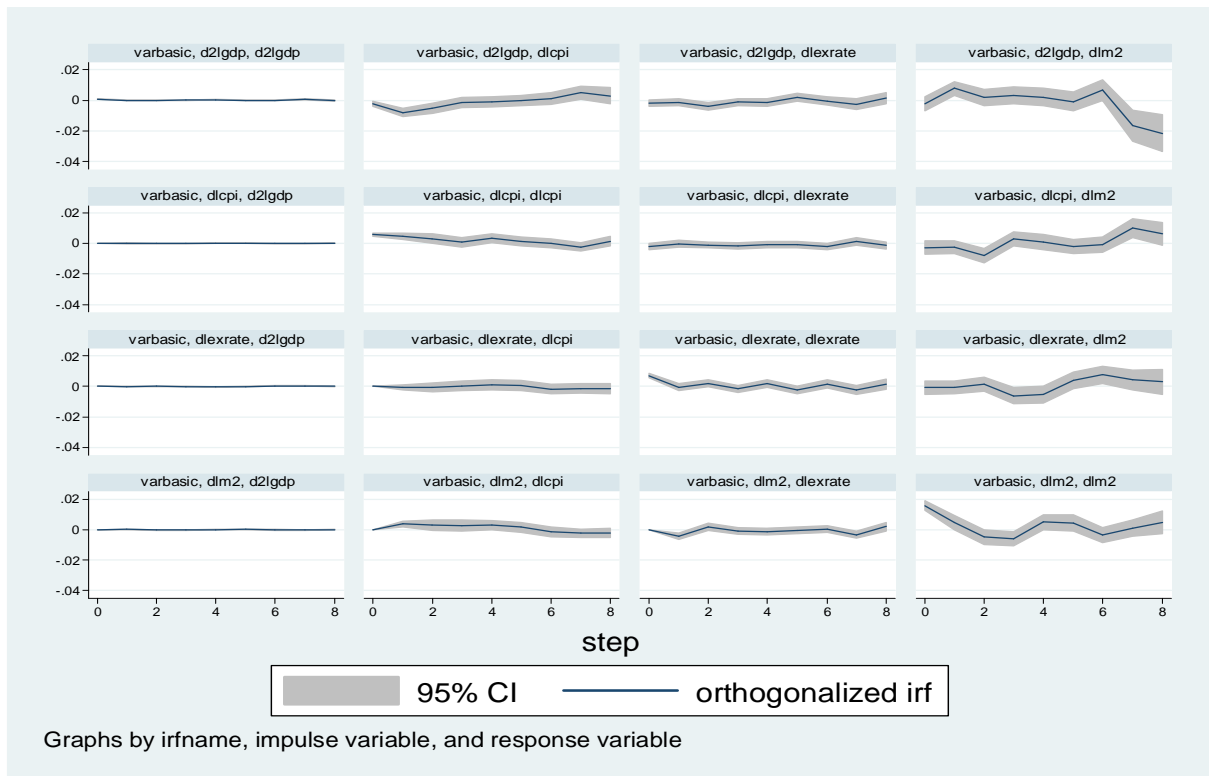 varbasic, d2lgdp, d2lgdp
varbasic, d2lgdp, dlcpi
varbasic, d2lgdp, dlexrate
varbasic, d2lgdp, dlm2
.02
0
-.02
-.04
varbasic, dlcpi, d2lgdp
varbasic, dlcpi, dlcpi
varbasic, dlcpi, dlexrate
varbasic, dlcpi, dlm2
.02
0
-.02
-.04
varbasic, dlexrate, d2lgdp
varbasic, dlexrate, dlcpi
varbasic, dlexrate, dlexrate
varbasic, dlexrate, dlm2
.02
0
-.02
-.04
varbasic, dlm2, d2lgdp
varbasic, dlm2, dlcpi
varbasic, dlm2, dlexrate
varbasic, dlm2, dlm2
.02
0
-.02
-.04
0 2 4 6 8
0 2 4 6 8
0 2 4 6 8
0 2 4 6 8
step
95% CI
orthogonalized irf
Graphs by irfname, impulse variable, and response variable